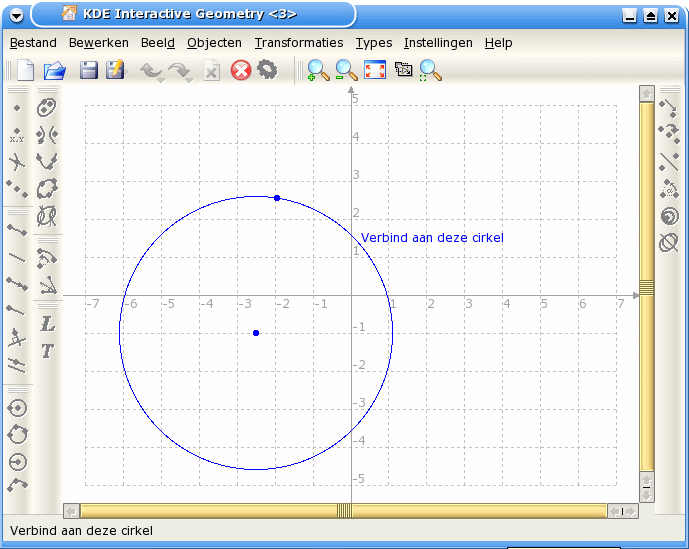 KDE Interactive Geometry <3>
Bestand Bewerken Beeld Objecten Transformaties Types Instellingen Help
x,y
L
T
5
4
3
2
Verbind aan deze cirkel
1
-7 -6 -5 -4 -3 -2 -1 1 2 3 4 5 6 7
-1
-2
-3
-4
-5
Verbind aan deze cirkel